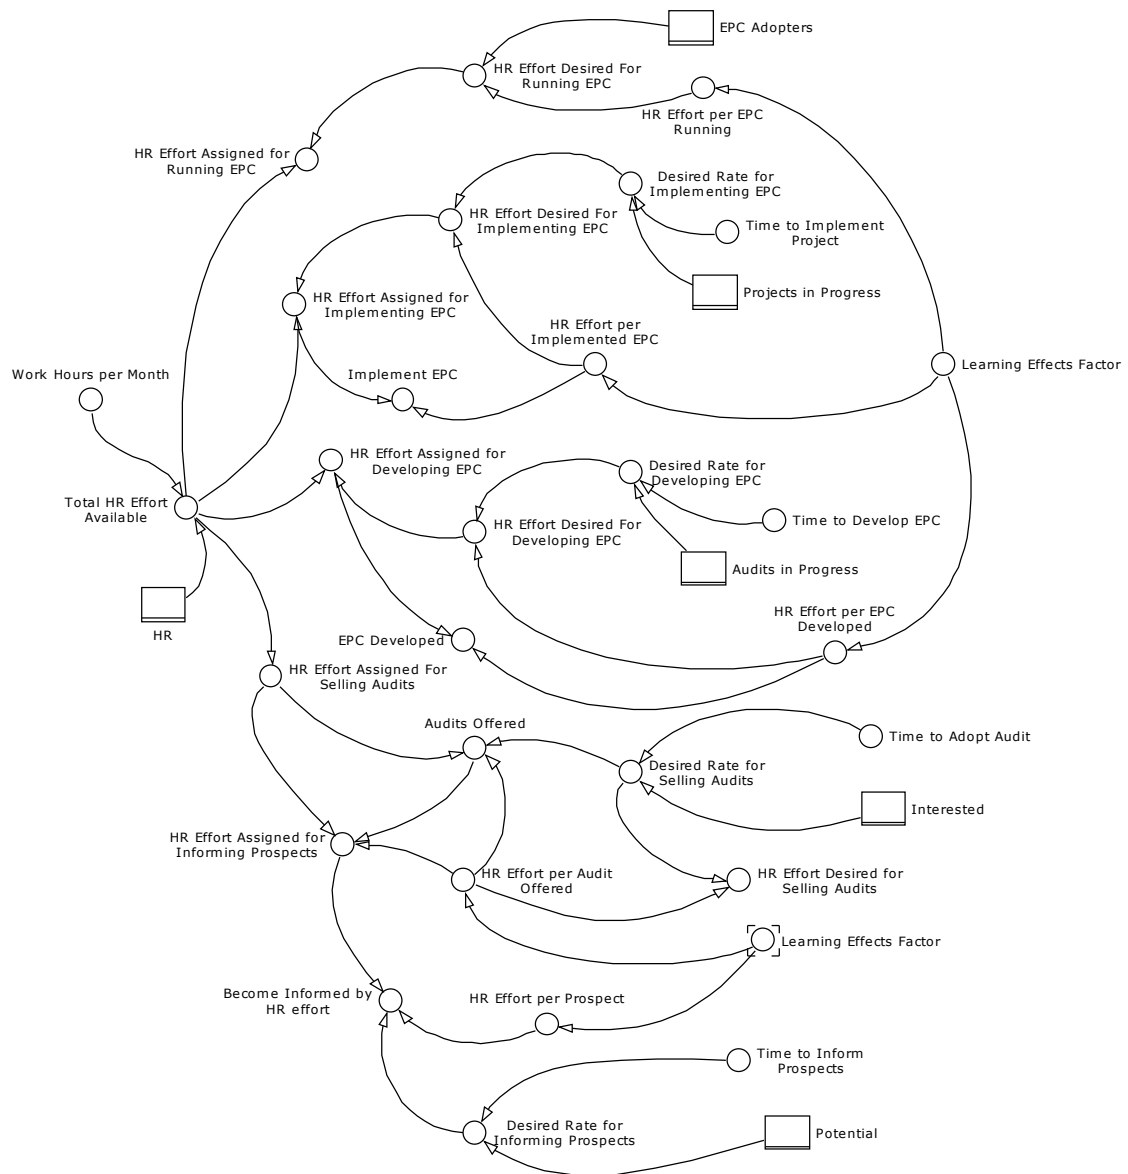 EPC Adopters
HR Effort Desired For
Running EPC
HR Effort per EPC
Running
HR Effort Assigned for
Running EPC
Desired Rate for
Implementing EPC
HR Effort Desired For
Implementing EPC
Time to Implement
Project
Projects in Progress
HR Effort Assigned for
Implementing EPC
HR Effort per
Implemented EPC
Learning Effects Factor
Work Hours per Month
Implement EPC
HR Effort Assigned for
Developing EPC
Desired Rate for
Developing EPC
Total HR Effort
Available
HR Effort Desired For
Developing EPC
Time to Develop EPC
Audits in Progress
HR
HR Effort per EPC
Developed
EPC Developed
HR Effort Assigned For
Selling Audits
Audits Offered
Time to Adopt Audit
Desired Rate for
Selling Audits
Interested
HR Effort Assigned for
Informing Prospects
HR Effort per Audit
Offered
HR Effort Desired for
Selling Audits
Learning Effects Factor
Become Informed by
HR effort
HR Effort per Prospect
Time to Inform
Prospects
Desired Rate for
Informing Prospects
Potential